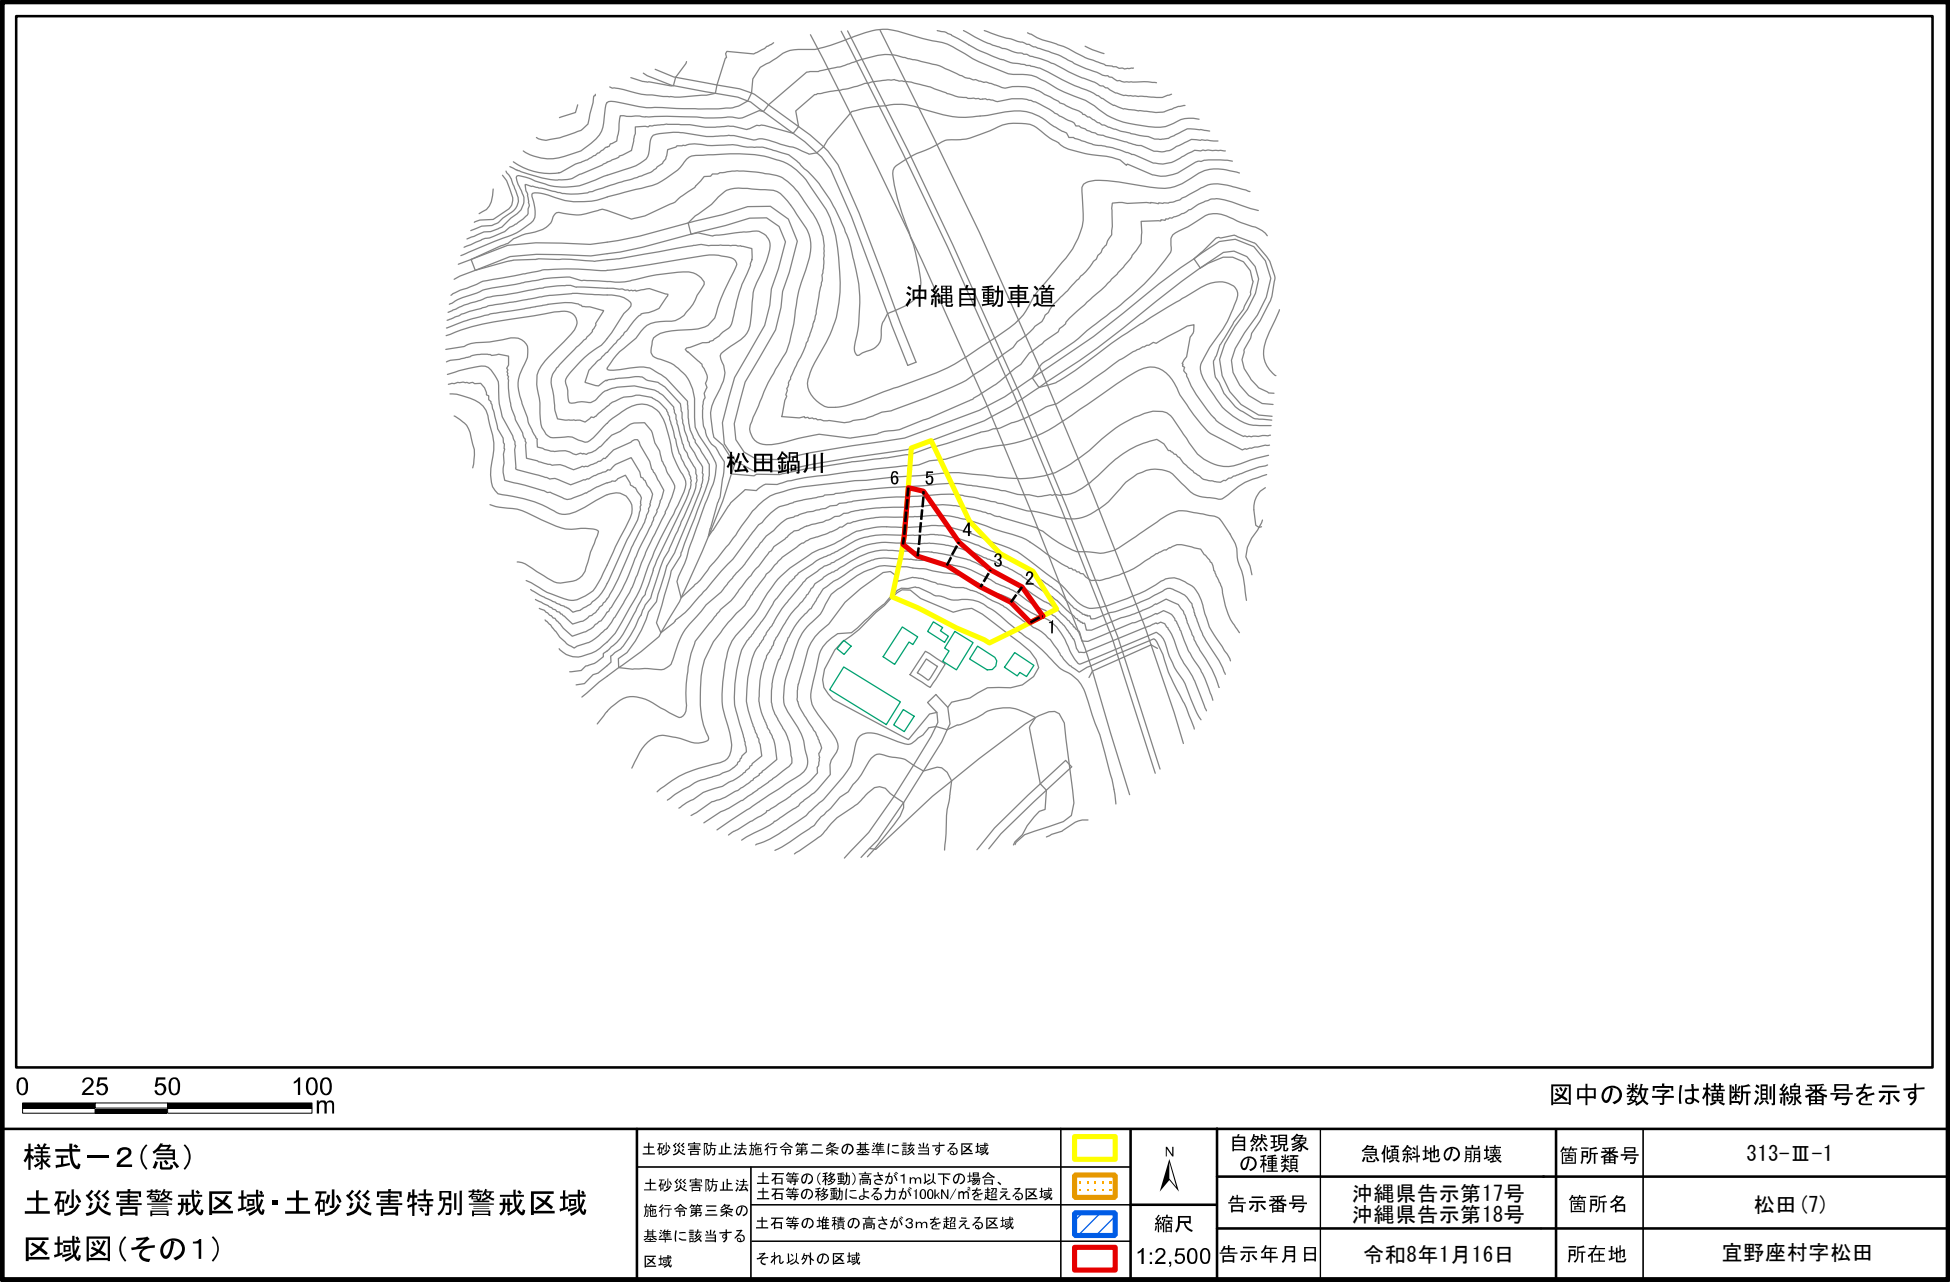 沖縄自動車道
松田鍋川
6
5
4
3
2
1
0 25 50 100
m
図中の数字は横断測線番号を示す
様式－２（急）
土砂災害警戒区域・土砂災害特別警戒区域
区域図（その１）
土砂災害防止法施行令第二条の基準に該当する区域
土砂災害防止法
施行令第三条の
基準に該当する
区域
土石等の（移動）高さが１ｍ以下の場合、
土石等の移動による力が100kN/㎡を超える区域
土石等の堆積の高さが３ｍを超える区域
それ以外の区域
N
縮尺
1:2,500
自然現象
の種類
急傾斜地の崩壊
箇所番号
313-Ⅲ-1
告示番号
沖縄県告示第17号
沖縄県告示第18号
箇所名
松田(7)
告示年月日
令和8年1月16日
所在地
宜野座村字松田